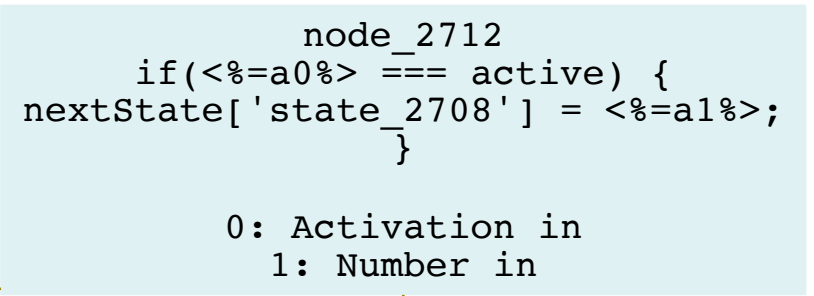 node_2712
if(<%=a0%> === active) {
nextState['state_2708'] = <%=a1%>;
}
0: Activation in
1: Number in